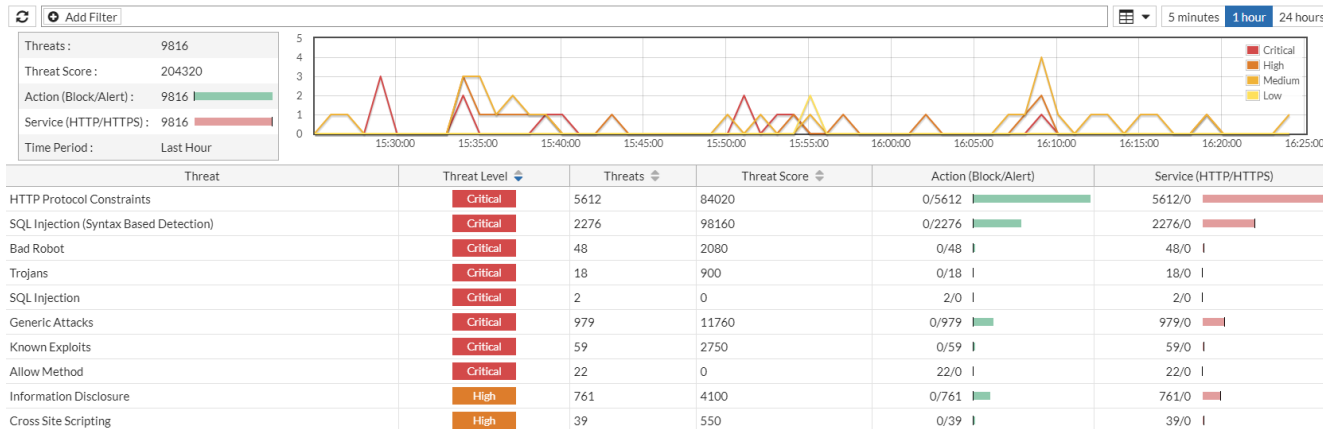 Add Filter 5 minutes 1 hour 24 hours
Threats : 9816
Threat Score : 204320
Action (Block/Alert) : 9816
Service (HTTP/HTTPS) : 9816
Time Period : Last Hour
5
4
3
2
1
0
Critical
High
Medium
Low
15:30:00 15:35:00 15:40:00 15:45:00 15:50:00 15:55:00 16:00:00 16:05:00 16:10:00 16:15:00 16:20:00 16:25:00
Threat Threat Level Threats Threat Score Action (Block/Alert) Service (HTTP/HTTPS)
HTTP Protocol Constraints Critical 5612 84020 0/5612 5612/0
SQL Injection (Syntax Based Detection) Critical 2276 98160 0/2276 2276/0
Bad Robot Critical 48 2080 0/48 48/0
Trojans Critical 18 900 0/18 18/0
SQL Injection Critical 2 0 2/0 2/0
Generic Attacks Critical 979 11760 0/979 979/0
Known Exploits Critical 59 2750 0/59 59/0
Allow Method Critical 22 0 22/0 22/0
Information Disclosure High 761 4100 0/761 761/0
Cross Site Scripting High 39 550 0/39 39/0